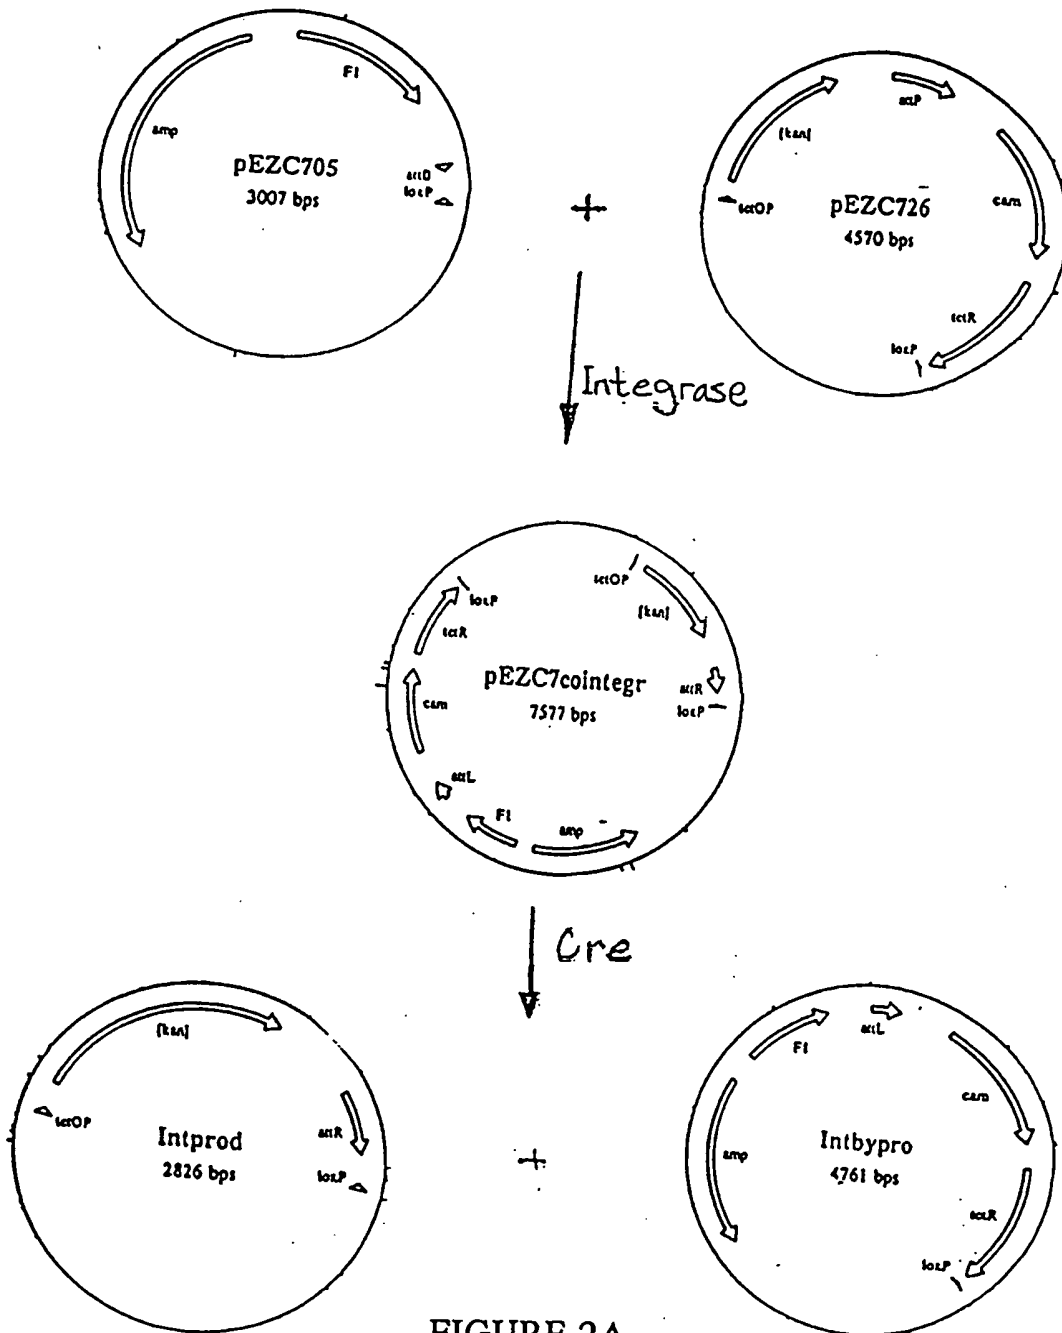 F1
amp
pEZC705
3007 bps
attB
loxP
+
attP
[kan]
tetOP
pEZC726
4570 bps
cam
tetR
loxP
Integrase
tetOP
[kan]
loxP
tetR
pEZC7cointegr
7577 bps
attR
loxP
cam
attL
F1
amp
Cre
[kan]
tetOP
Intprod
2826 bps
attR
loxP
+
attL
F1
cam
amp
Intbypro
4761 bps
tetR
loxP
FIGURE 2A